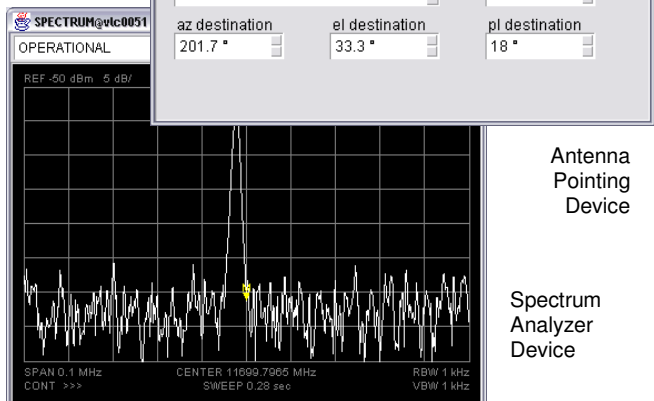 SPECTRUM@vlc0051
OPERATIONAL
az destination
el destination
pl destination
201.7 °
33.3 °
18 °
REF -50 dBm 5 dB/
SPAN 0.1 MHz
CENTER 11699.7965 MHz
RBW 1 kHz
CONT >>>
SWEEP 0.28 sec
VBW 1 kHz
Antenna
Pointing
Device
Spectrum
Analyzer
Device